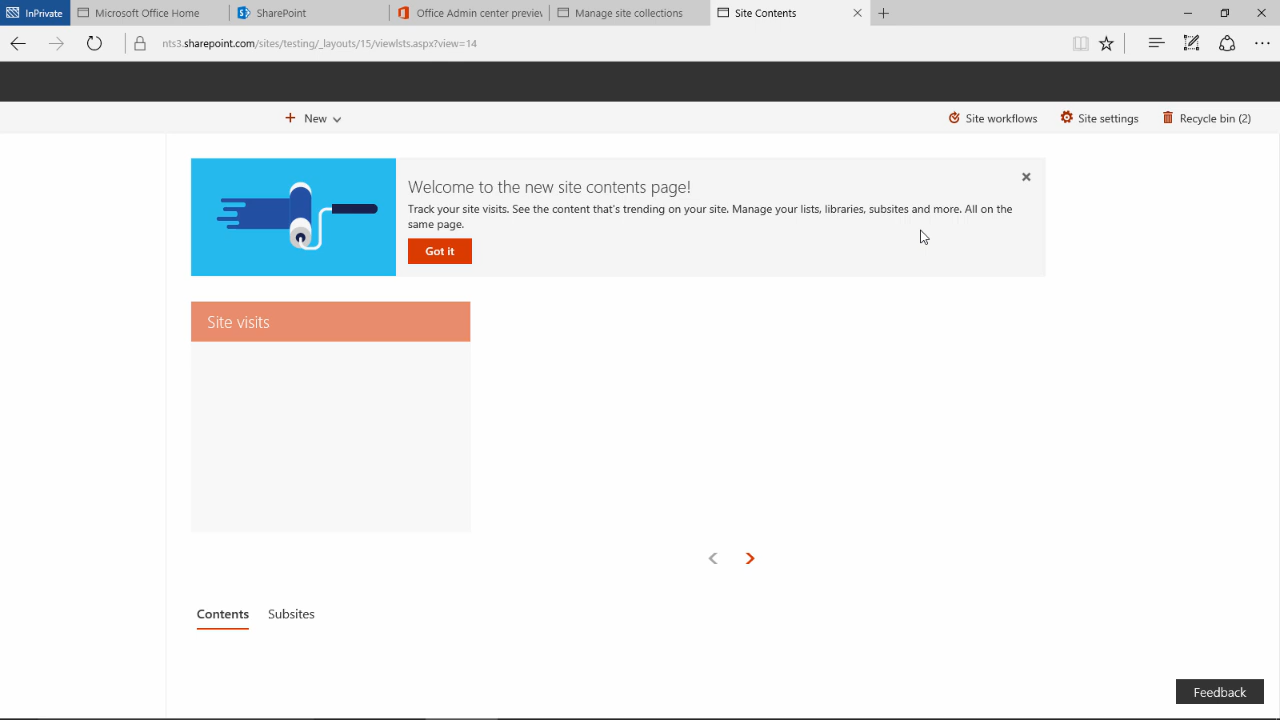 InPrivate
Microsoft Office Home
SharePoint
Office Admin center preview
Manage site collections
Site Contents
nts3.sharepoint.com/sites/testing/_layouts/15/viewlsts.aspx?view=14
New
Site workflows
Site settings
Recycle bin (2)
Welcome to the new site contents page!
Track your site visits. See the content that's trending on your site. Manage your lists, libraries, subsites and more. All on the
same page.
Got it
Site visits
Contents
Subsites
Feedback